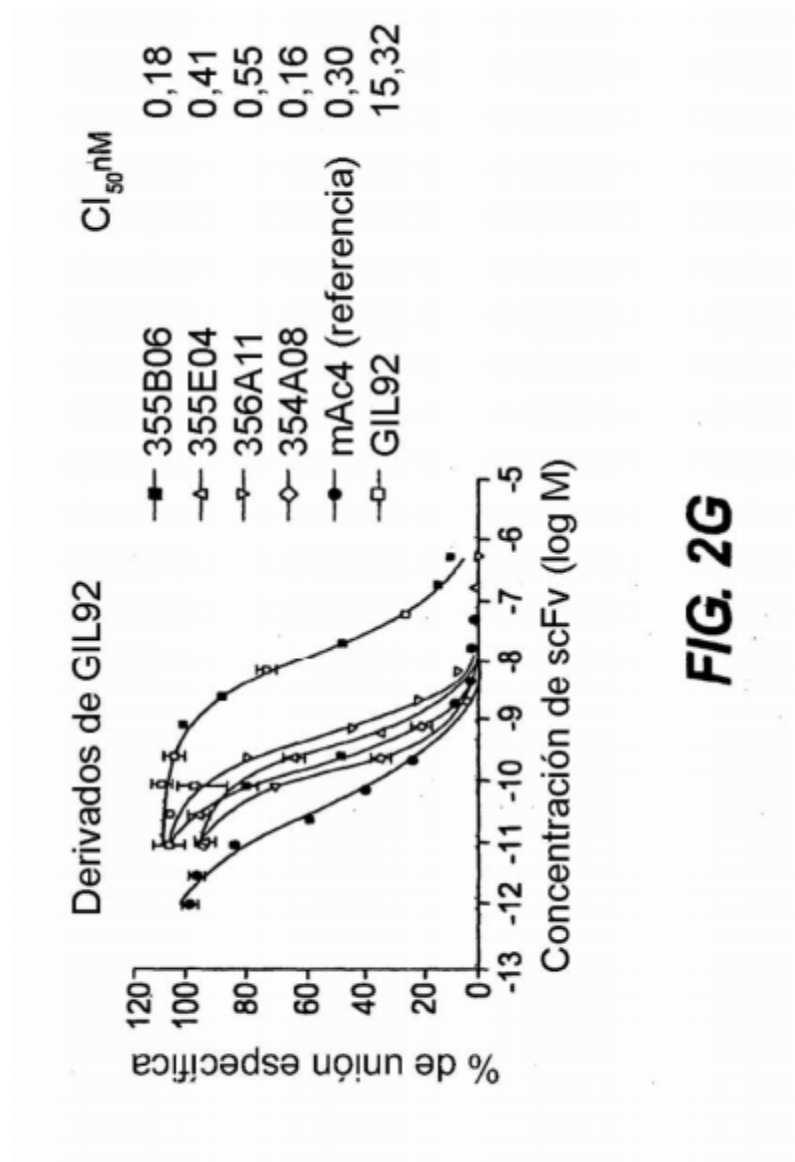 Derivados de GIL92
CI50nM
355B06 0,18
355E04 0,41
356A11 0,55
354A08 0,16
mAc4 (referencia) 0,30
GIL92 15,32
% de unión específica
120
100
80
60
40
20
0
-13 -12 -11 -10 -9 -8 -7 -6 -5
Concentración de scFv (log M)
FIG. 2G